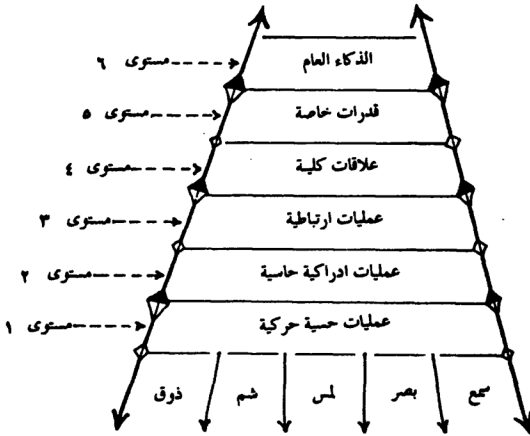 الذكاء العام
مستوى ٦
قدرات خاصة
مستوى ٥
علاقات كلية
مستوى ٤
عمليات ارتباطية
مستوى ٣
عمليات ادراكية حاسية
مستوى ٢
عمليات حسية حركية
مستوى ١
سمع بصر لمس شم ذوق